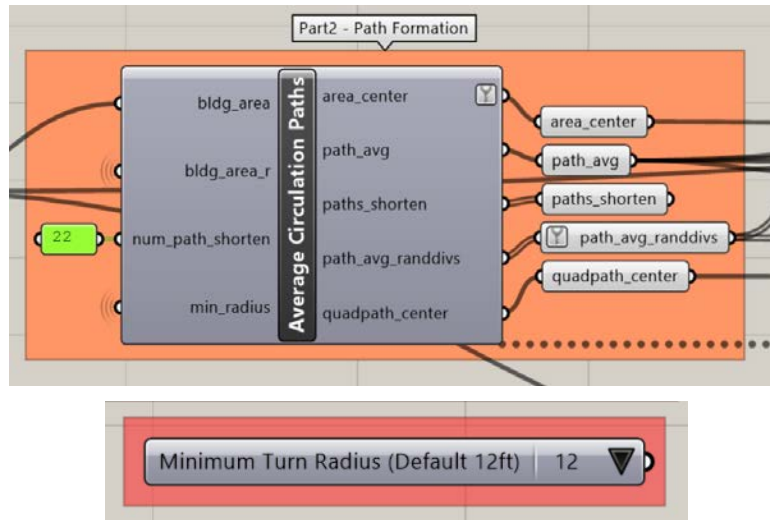 Part2 - Path Formation
bldg_area
bldg_area_r
num_path_shorten
min_radius
22
Average Circulation Paths
area_center
path_avg
paths_shorten
path_avg_randdivs
quadpath_center
area_center
path_avg
paths_shorten
path_avg_randdivs
quadpath_center
Minimum Turn Radius (Default 12ft) 12